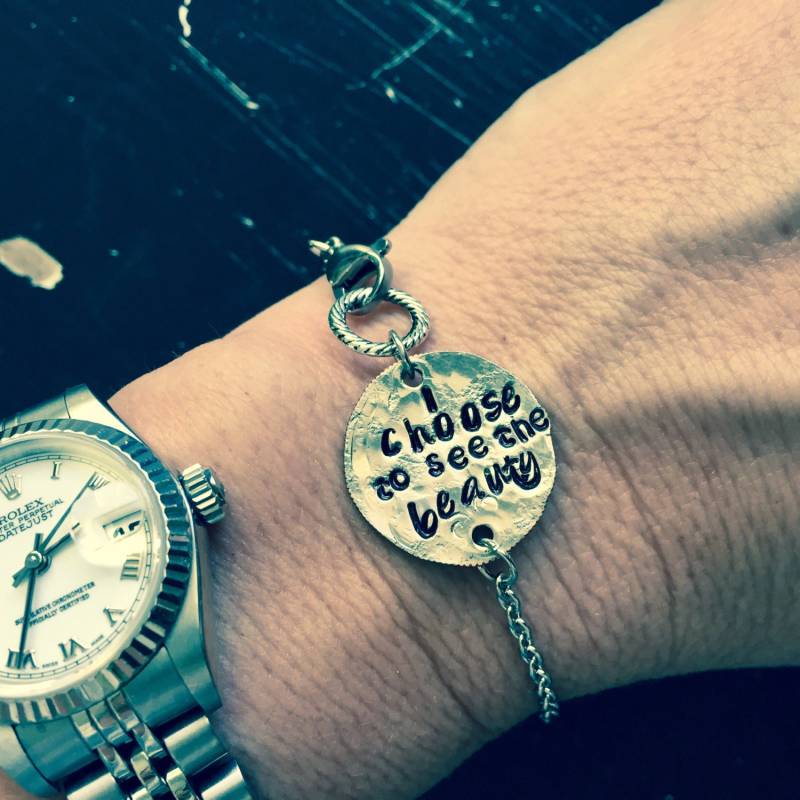 I
choose
to see the
beauty
ROLEX
DATEJUST